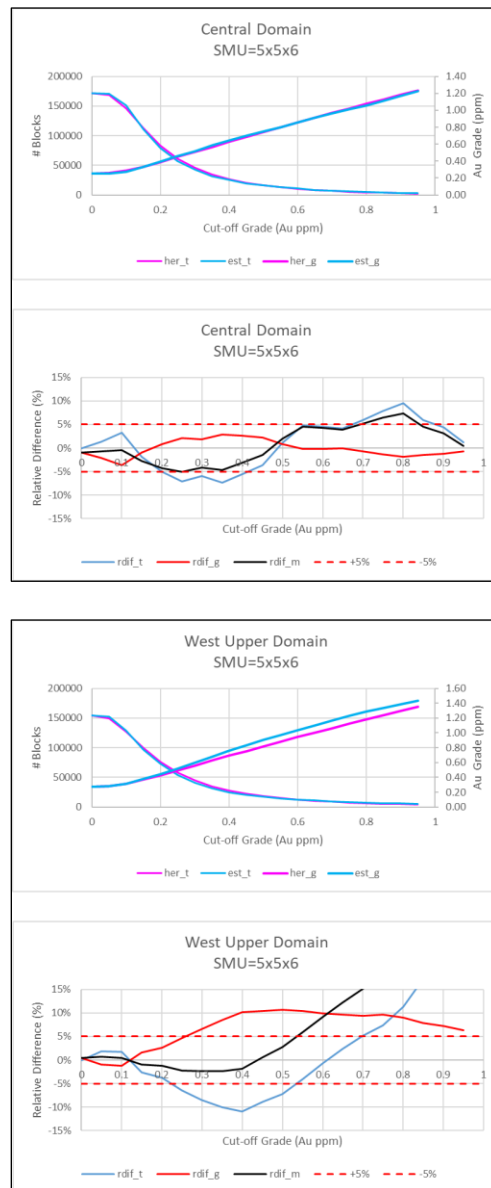 Central Domain
SMU=5x5x6
200000
150000
100000
50000
0
# Blocks
1.40
1.20
1.00
0.80
0.60
0.40
0.20
0.00
Au Grade (ppm)
0 0.2 0.4 0.6 0.8 1
Cut-off Grade (Au ppm)
her_t est_t her_g est_g
Central Domain
SMU=5x5x6
15%
10%
5%
0%
-5%
-10%
-15%
Relative Difference (%)
0 0.1 0.2 0.3 0.4 0.5 0.6 0.7 0.8 0.9 1
Cut-off Grade (Au ppm)
rdif_t rdif_g rdif_m +5% -5%
West Upper Domain
SMU=5x5x6
200000
150000
100000
50000
0
# Blocks
1.60
1.40
1.20
1.00
0.80
0.60
0.40
0.20
0.00
Au Grade (ppm)
0 0.2 0.4 0.6 0.8 1
Cut-off Grade (Au ppm)
her_t est_t her_g est_g
West Upper Domain
SMU=5x5x6
15%
10%
5%
0%
-5%
-10%
-15%
Relative Difference (%)
0 0.1 0.2 0.3 0.4 0.5 0.6 0.7 0.8 0.9 1
Cut-off Grade (Au ppm)
rdif_t rdif_g rdif_m +5% -5%